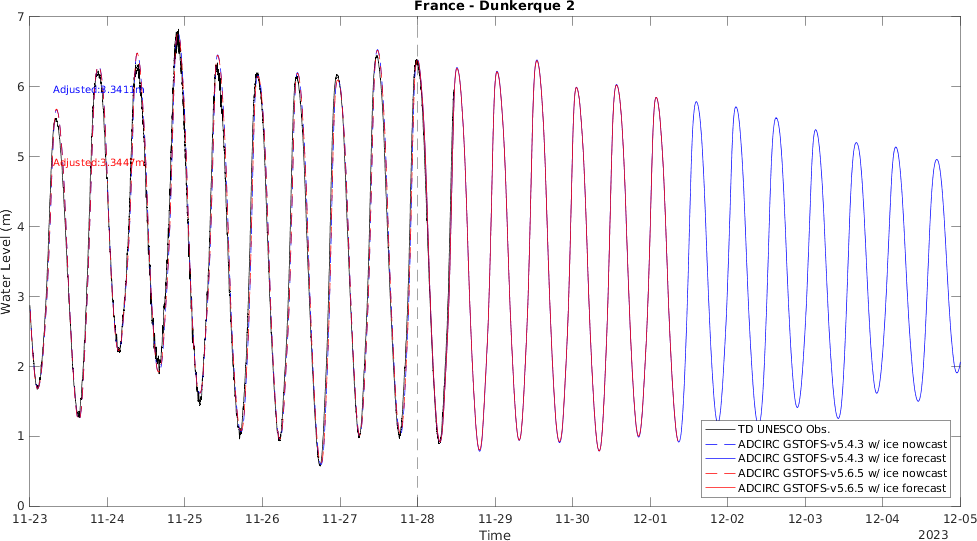 France - Dunkerque 2
7
6
5
4
3
2
1
0
Water Level (m)
Adjusted:3.3411m
Adjusted:3.3447m
TD UNESCO Obs.
ADCIRC GSTOFS-v5.4.3 w/ ice nowcast
ADCIRC GSTOFS-v5.4.3 w/ ice forecast
ADCIRC GSTOFS-v5.6.5 w/ ice nowcast
ADCIRC GSTOFS-v5.6.5 w/ ice forecast
11-23 11-24 11-25 11-26 11-27 11-28 11-29 11-30 12-01 12-02 12-03 12-04 12-05
Time
2023